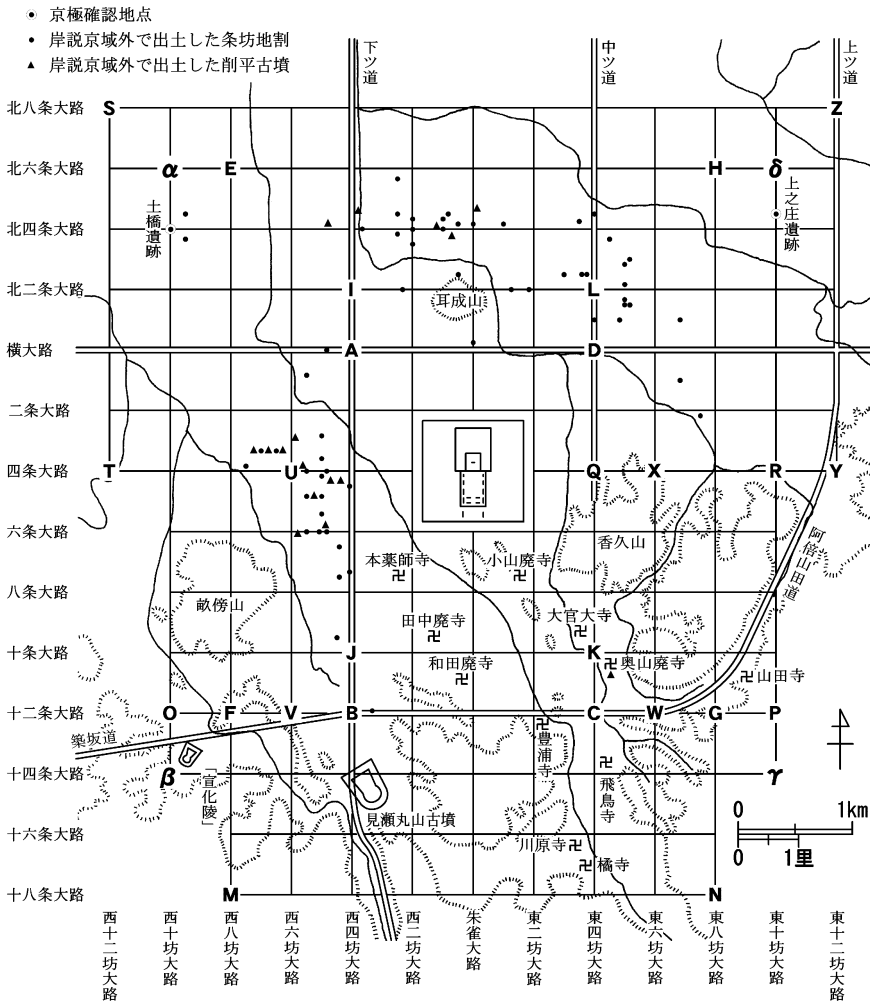 京極確認地点
岸説京域外で出土した条坊地割
岸説京域外で出土した削平古墳
下ツ道
中ツ道
上ツ道
北八条大路
S
Z
北六条大路
α
E
H
δ
土橋遺跡
上之庄遺跡
北四条大路
北二条大路
I
耳成山
L
横大路
A
D
二条大路
四条大路
T
U
Q
X
R
Y
六条大路
香久山
阿倍山田道
本薬師寺
小山廃寺
八条大路
畝傍山
田中廃寺
大官大寺
十条大路
J
和田廃寺
K
奥山廃寺
山田寺
十二条大路
O
F
V
B
C
W
G
P
築坂道
豊浦寺
十四条大路
β
「宣化陵」
飛鳥寺
γ
見瀬丸山古墳
0
1km
0
1里
十六条大路
川原寺
橘寺
十八条大路
M
N
西十二坊大路
西十坊大路
西八坊大路
西六坊大路
西四坊大路
西二坊大路
朱雀大路
東二坊大路
東四坊大路
東六坊大路
東八坊大路
東十坊大路
東十二坊大路